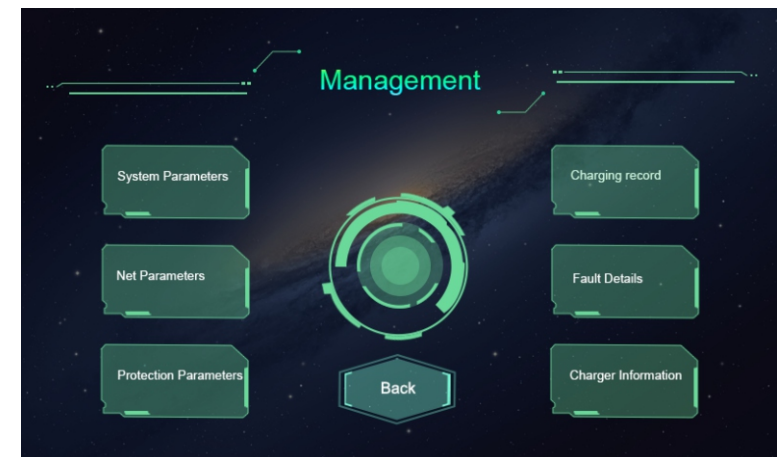 Management
System Parameters
Charging record
Net Parameters
Fault Details
Protection Parameters
Back
Charger Information